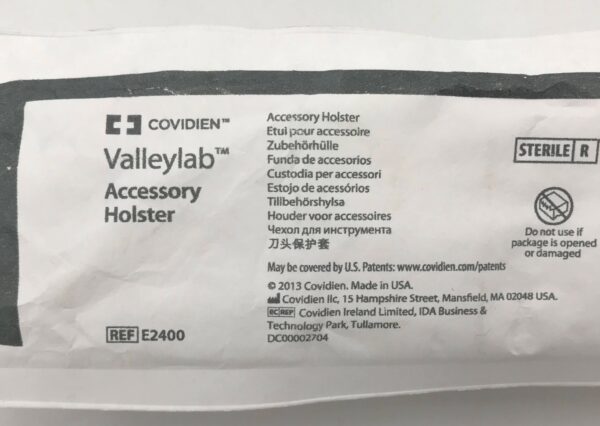 COVIDIEN™
Valleylab™
Accessory
Holster
REF E2400
Accessory Holster
Etui pour accessoire
Zubehörhülle
Funda de accesorios
Custodia per accessori
Estojo de acessórios
Tillbehörshylsa
Houder voor accessoires
Чехол для инструмента
刀头保护套
May be covered by U.S. Patents: www.covidien.com/patents
© 2013 Covidien. Made in USA.
Covidien llc, 15 Hampshire Street, Mansfield, MA 02048 USA.
EC REP Covidien Ireland Limited, IDA Business &
Technology Park, Tullamore.
DC00002704
STERILE R
Do not use if
package is opened
or damaged